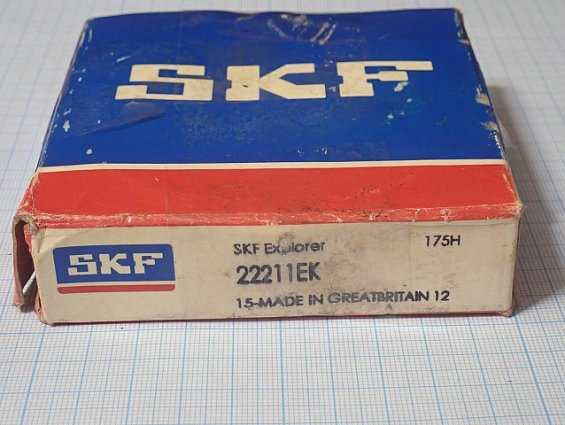 SKF
SKF
SKF Explorer
175H
22211EK
15-MADE IN GREATBRITAIN 12